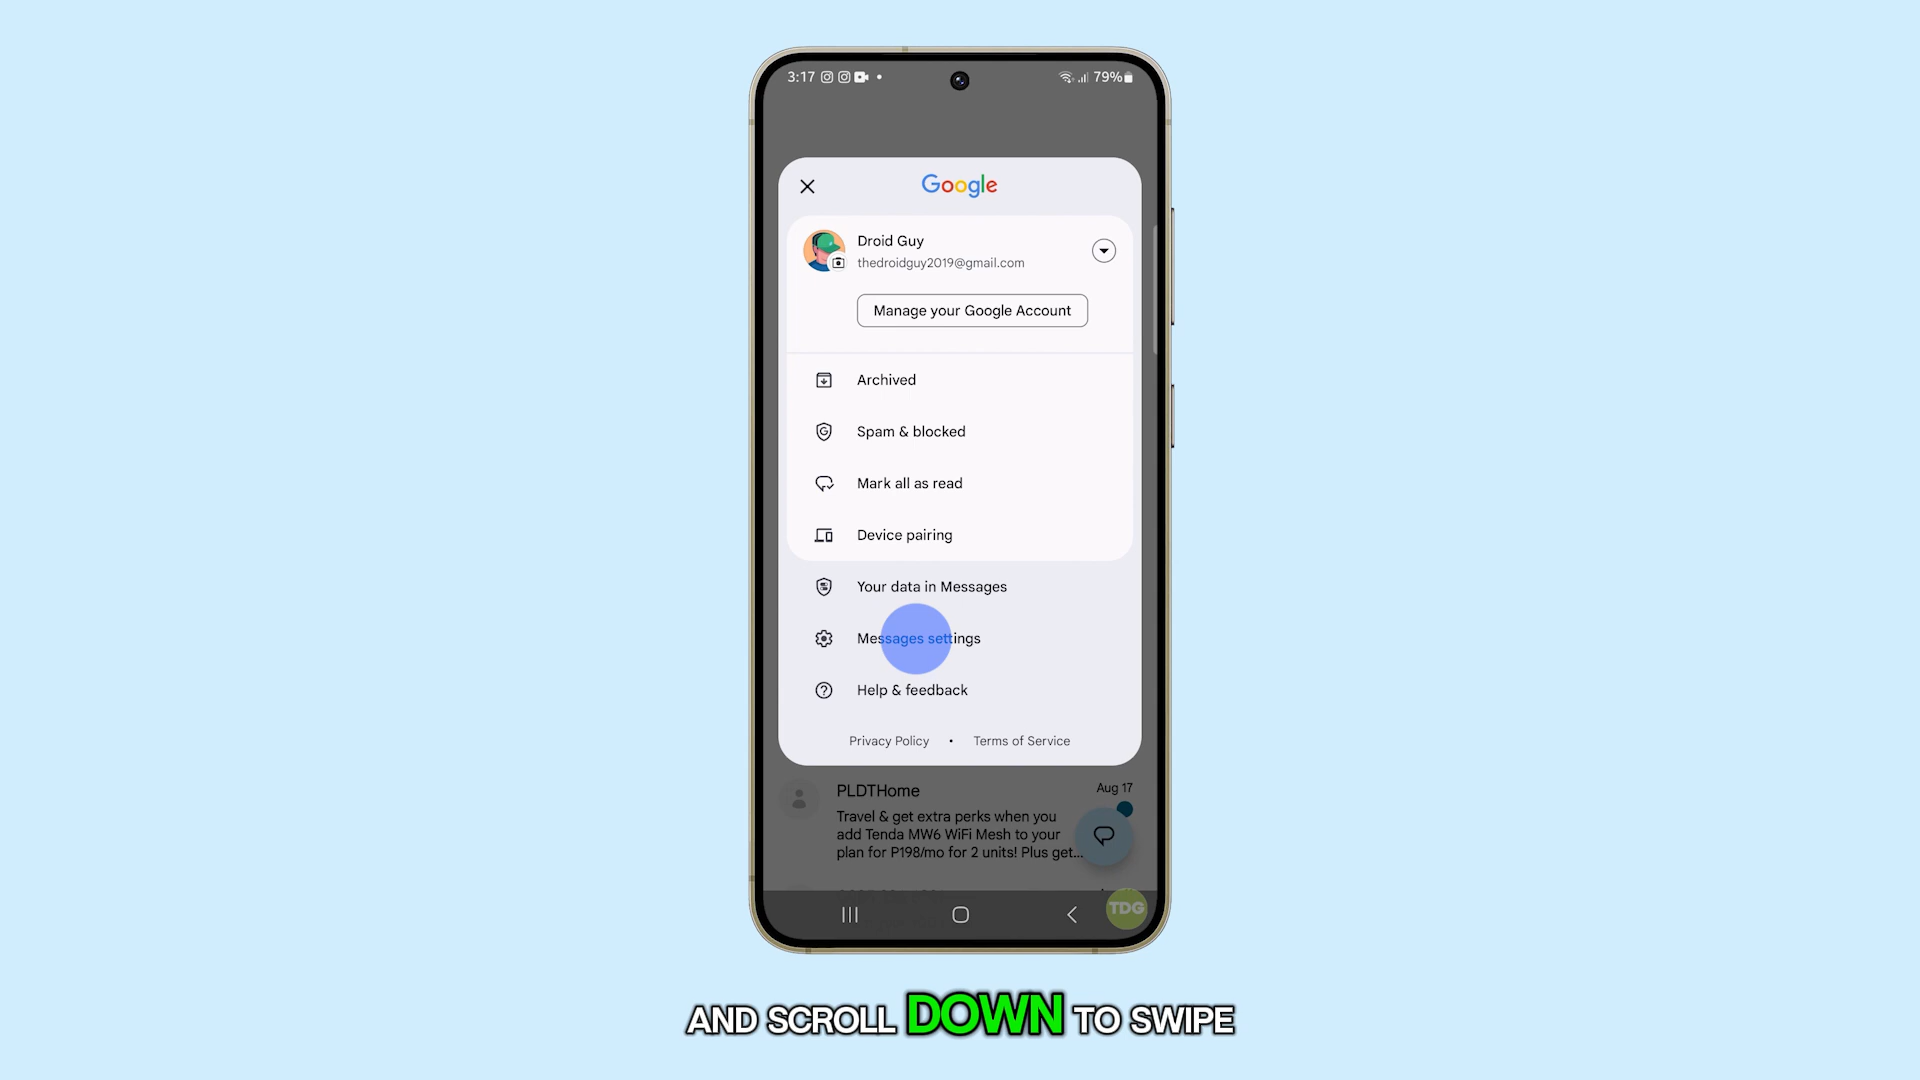 3:17
79%
Google
Droid Guy
thedroidguy2019@gmail.com
Manage your Google Account
Archived
Spam & blocked
Mark all as read
Device pairing
Your data in Messages
Messages settings
Help & feedback
Privacy Policy • Terms of Service
PLDTHome
Aug 17
Travel & get extra perks when you
add Tenda MW6 WiFi Mesh to your
plan for P198/mo for 2 units! Plus get...
TDG
AND SCROLL DOWN TO SWIPE